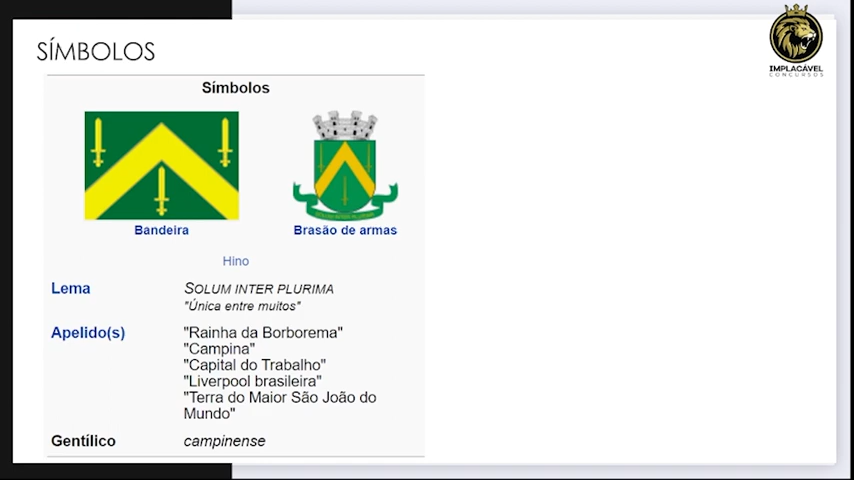 SÍMBOLOS
IMPLACÁVEL
CONCURSOS
Símbolos
Bandeira
Brasão de armas
Hino
Lema
SOLUM INTER PLURIMA
"Única entre muitos"
Apelido(s)
"Rainha da Borborema"
"Campina"
"Capital do Trabalho"
"Liverpool brasileira"
"Terra do Maior São João do
Mundo"
Gentílico
campinense